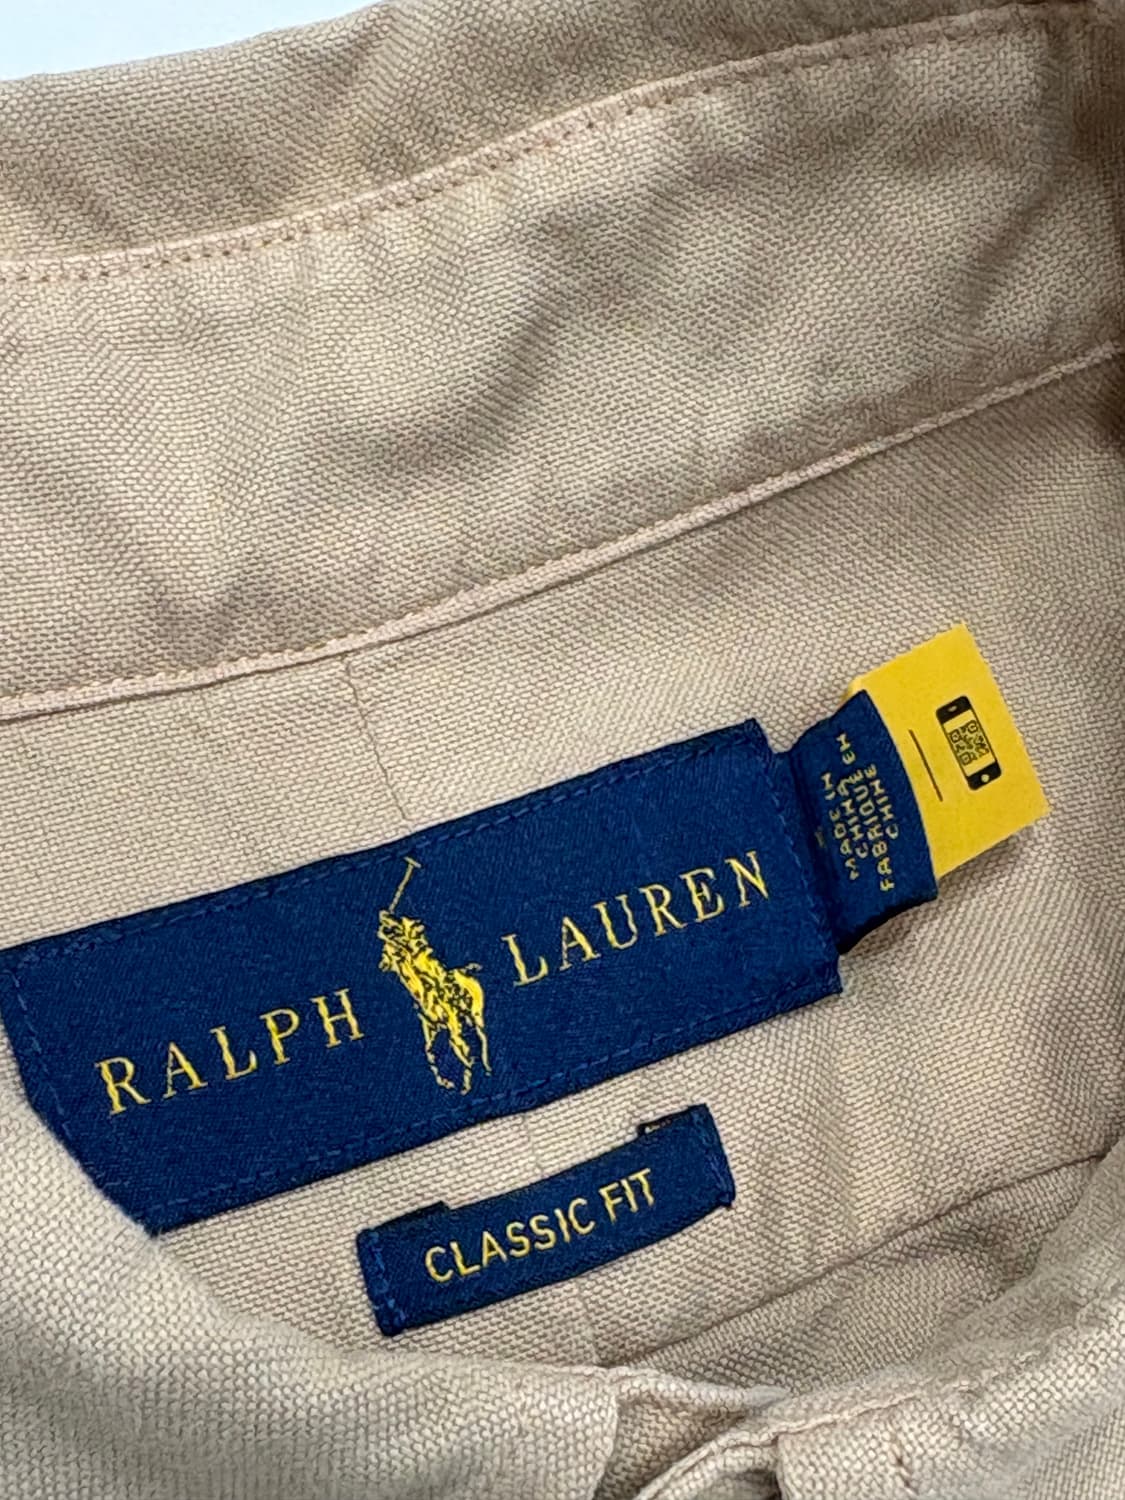 RALPH LAUREN
MADE IN
CHINA/ EN
FABRIQUÉ
CHINE
CLASSIC FIT